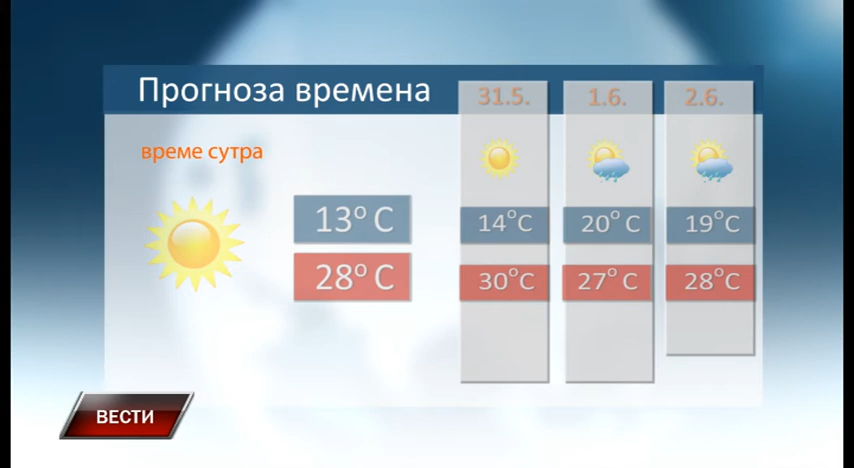 Прогноза времена
31.5.
1.6.
2.6.
време сутра
13°C
14°C
20°C
19°C
28°C
30°C
27°C
28°C
ВЕСТИ